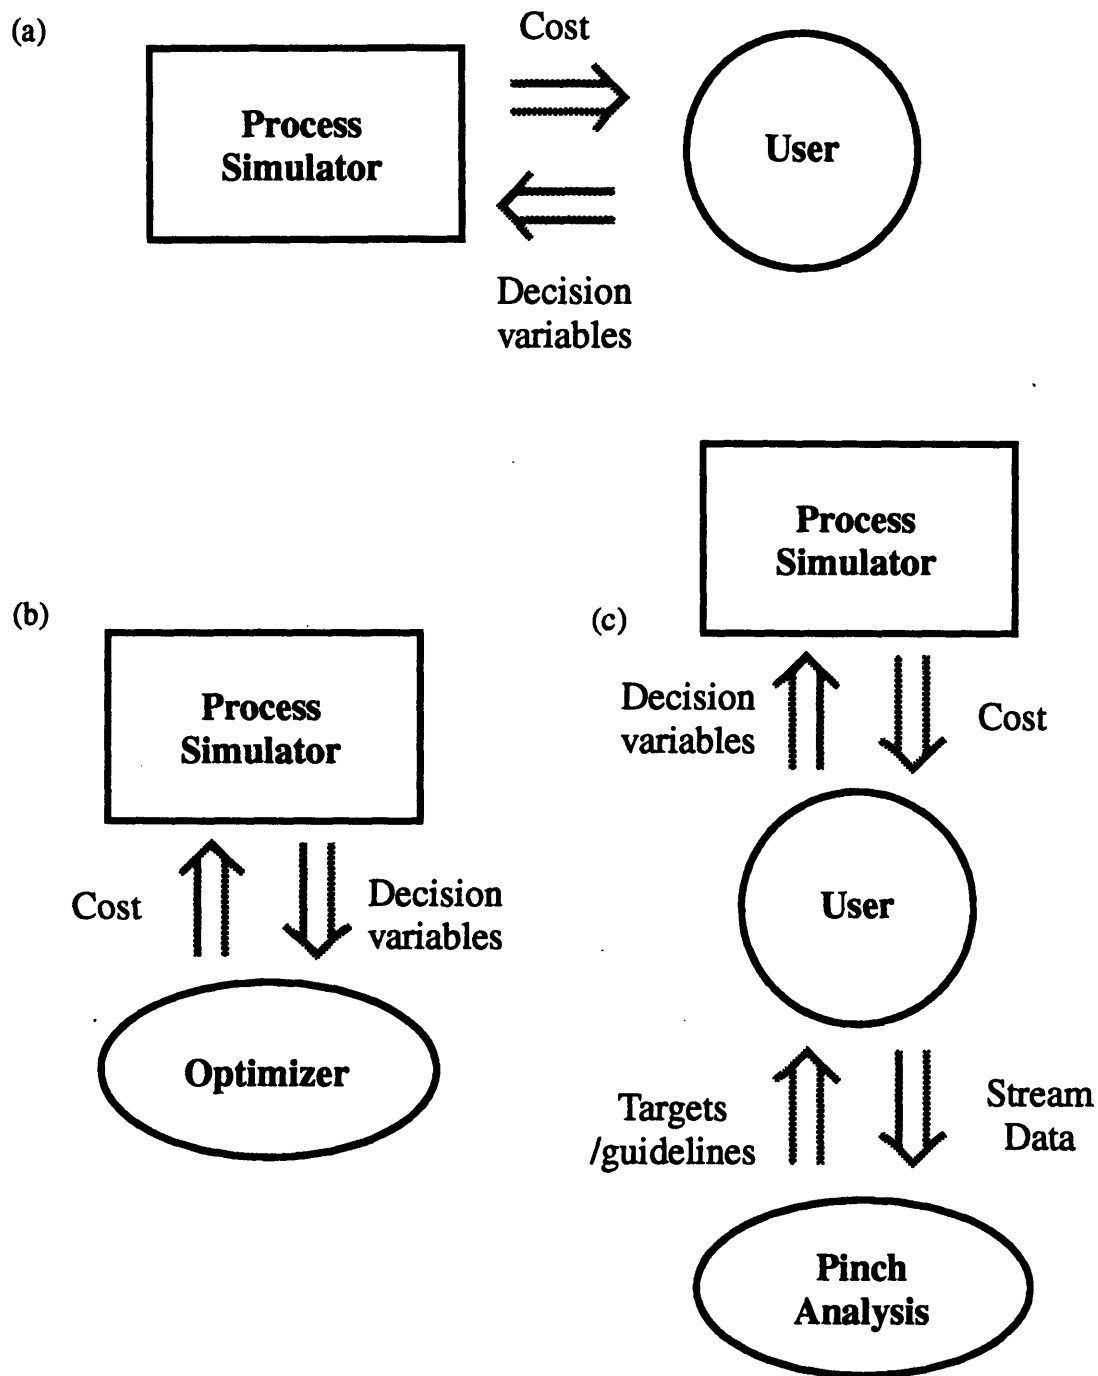 (a)
Cost
Process
Simulator
User
Decision
variables
(b)
Process
Simulator
Cost
Decision
variables
Optimizer
(c)
Process
Simulator
Decision
variables
Cost
User
Targets
/guidelines
Stream
Data
Pinch
Analysis